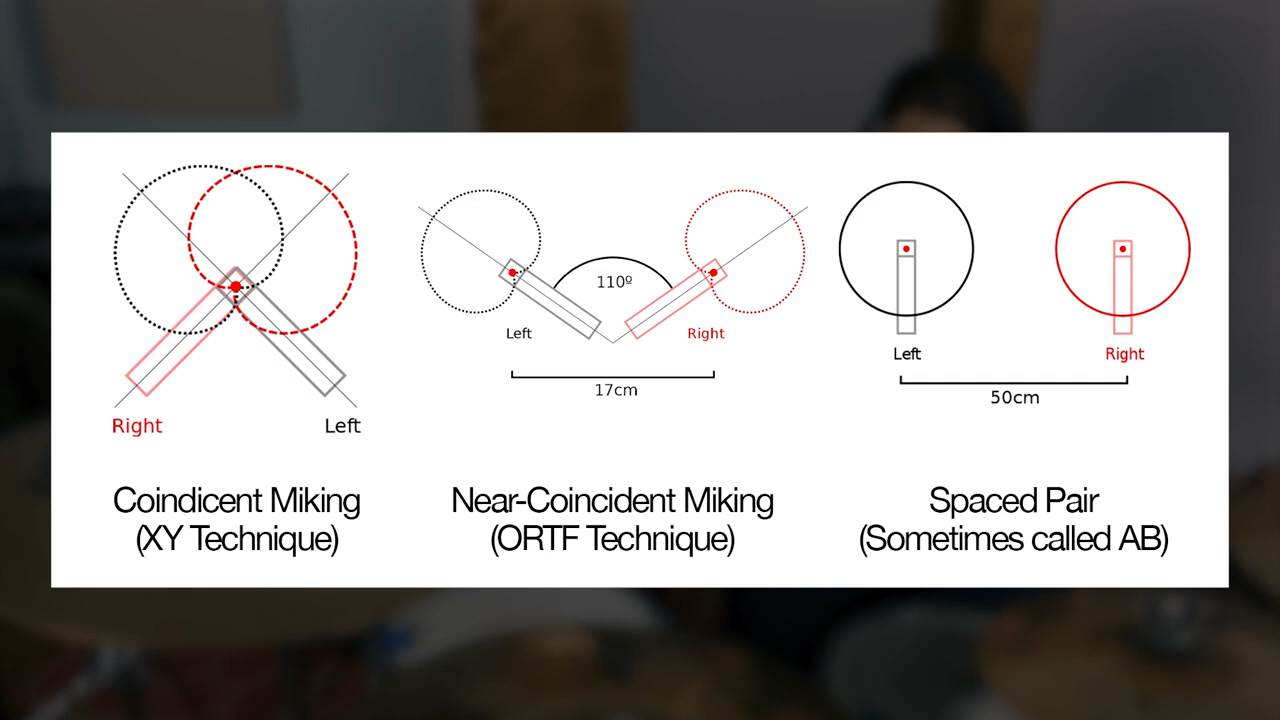 Right
Left
Coindicent Miking
(XY Technique)
110º
Left
Right
17cm
Near-Coincident Miking
(ORTF Technique)
Left
Right
50cm
Spaced Pair
(Sometimes called AB)